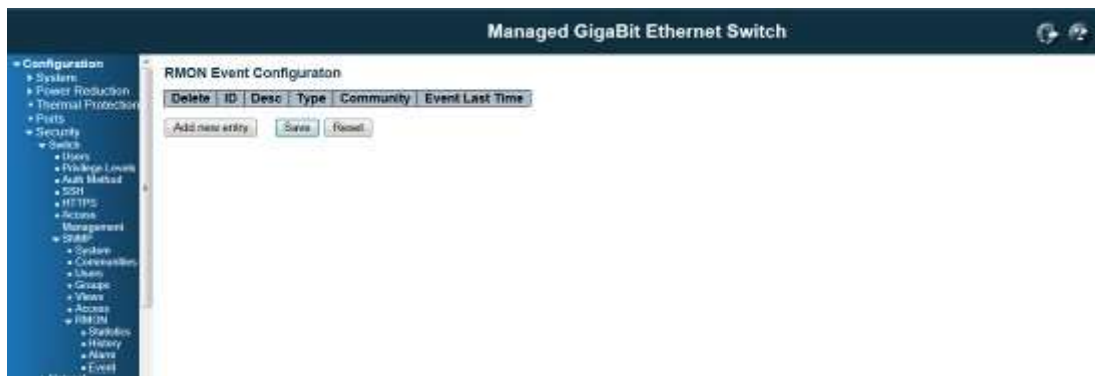 Managed GigaBit Ethernet Switch
Configuration
System
Power Reduction
Thermal Protection
Ports
Security
Switch
Users
Privilege Levels
Auth Method
SSH
HTTPS
Access
Management
SNMP
System
Communities
Users
Groups
Views
Access
RMON
Statistics
History
Alarm
Event
RMON Event Configuraton
Delete ID Desc Type Community Event Last Time
Add new entry Save Reset